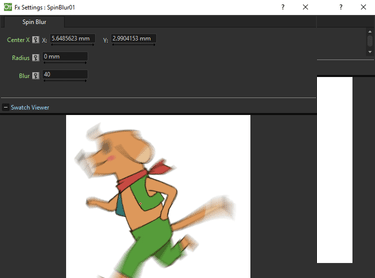 Fx Settings : SpinBlur01
Spin Blur
Center X X: 5.6485623 mm Y: 2.9904153 mm
Radius 0 mm
Blur 40
Swatch Viewer